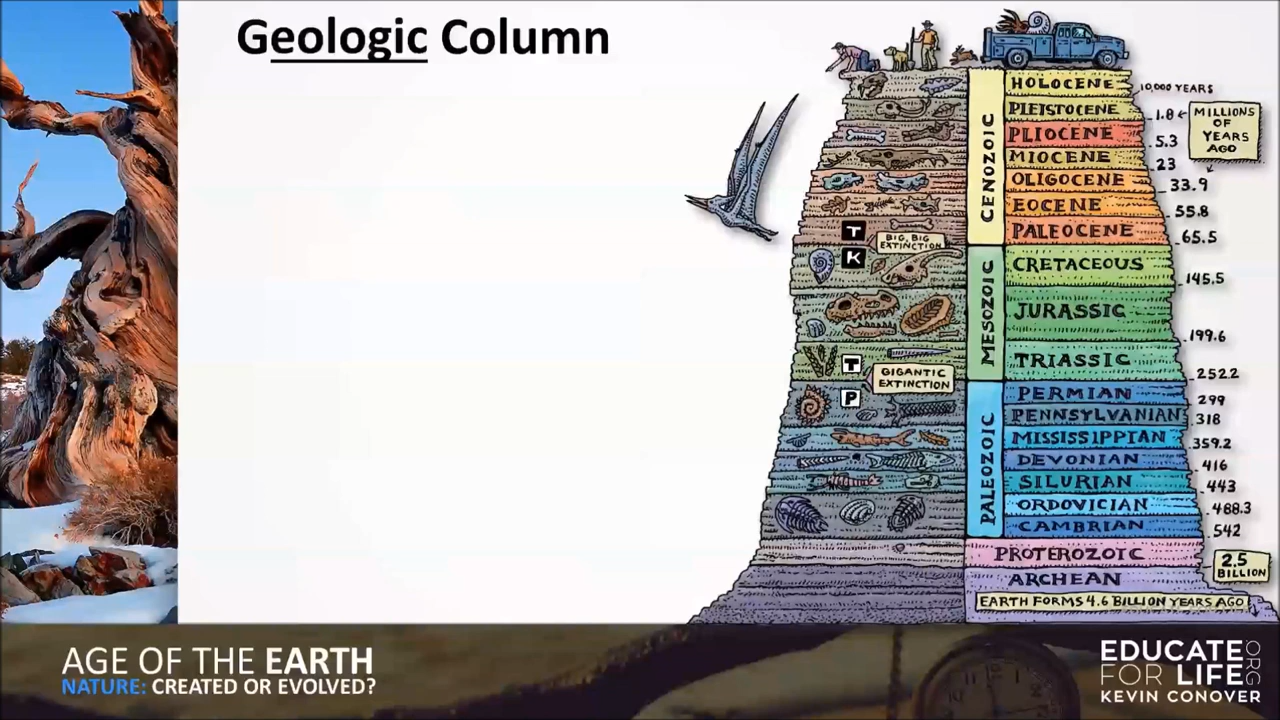 Geologic Column
HOLOCENE
10,000 YEARS
PLEISTOCENE
1.8
MILLIONS
OF
YEARS
AGO
PLIOCENE
5.3
MIOCENE
23
OLIGOCENE
33.9
EOCENE
55.8
PALEOCENE
65.5
CENOZOIC
T
BIG, BIG
EXTINCTION
K
CRETACEOUS
145.5
JURASSIC
199.6
TRIASSIC
252.2
MESOZOIC
T
GIGANTIC
EXTINCTION
P
PERMIAN
299
PENNSYLVANIAN
318
MISSISSIPPIAN
359.2
DEVONIAN
416
SILURIAN
443
ORDOVICIAN
488.3
CAMBRIAN
542
PALEOZOIC
PROTEROZOIC
2.5
BILLION
ARCHEAN
EARTH FORMS 4.6 BILLION YEARS AGO
AGE OF THE EARTH
NATURE: CREATED OR EVOLVED?
EDUCATE
FOR LIFE
.ORG
KEVIN CONOVER